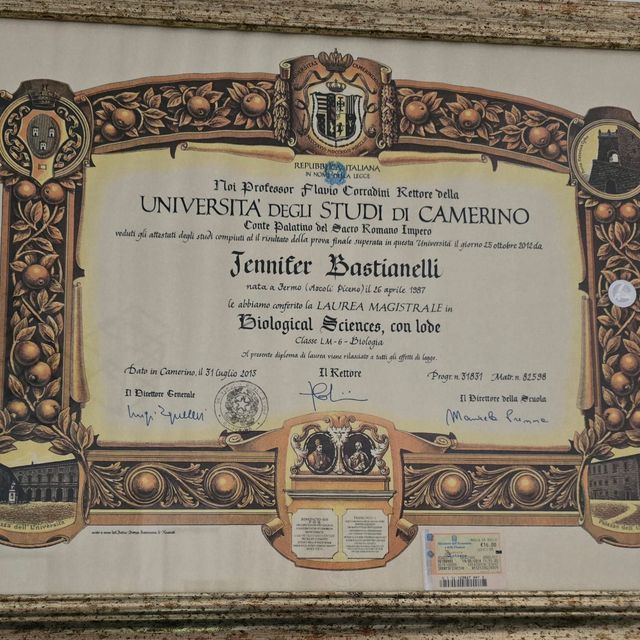 REPUBBLICA ITALIANA
IN NOME DELLA LEGGE
Noi Professor Flavio Corradini Rettore della
UNIVERSITA' DEGLI STUDI DI CAMERINO
Conte Palatino del Sacro Romano Impero
veduti gli attestati degli studi compiuti ed il risultato della prova finale superata in questa Università il giorno 25 ottobre 2012 da
Jennifer Bastianelli
nata a Fermo (Ascoli Piceno) il 26 aprile 1987
le abbiamo conferito la LAUREA MAGISTRALE in
Biological Sciences, con lode
Classe LM-6 - Biologia
Il presente diploma di laurea viene rilasciato a tutti gli effetti di legge.
Dato in Camerino, il 31 luglio 2013
Il Rettore
Progr. n. 31831 Matr. n. 82598
Il Direttore Generale
Il Direttore della Scuola
€16,00